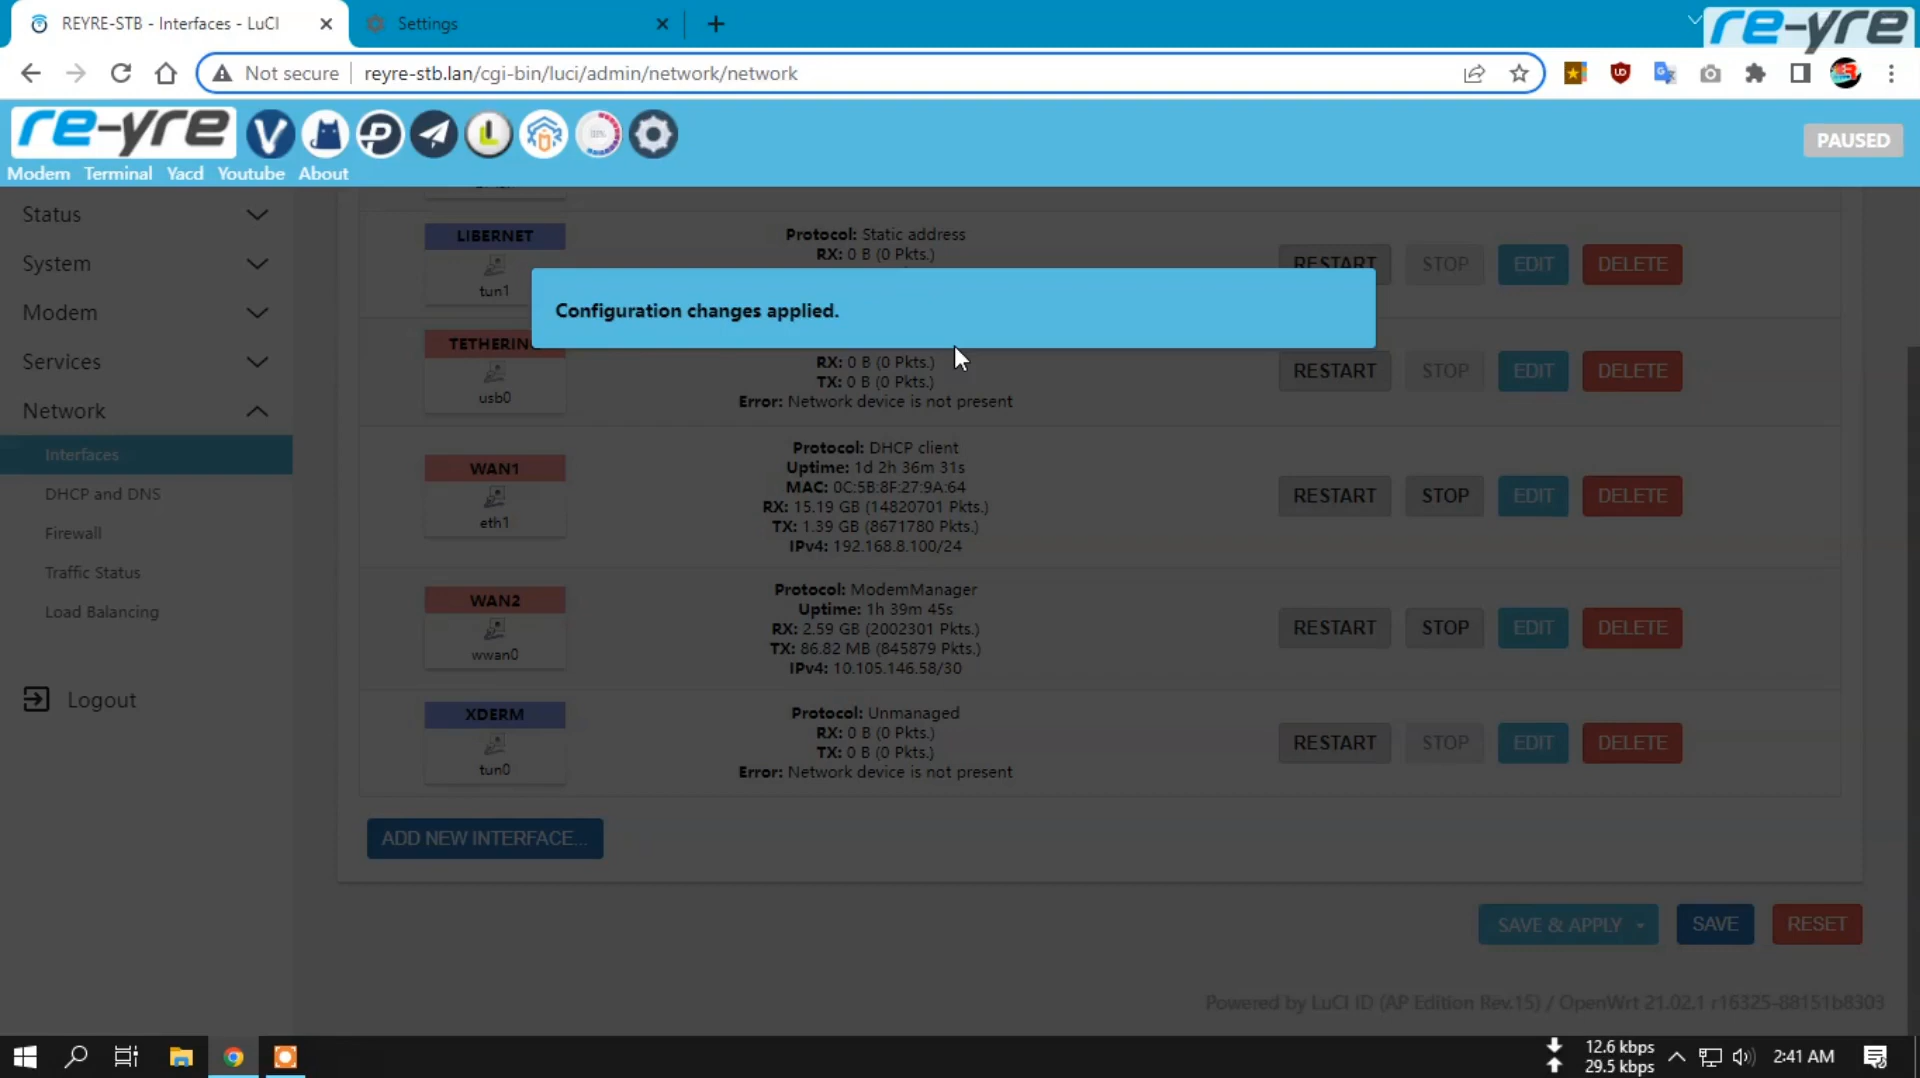 REYRE-STB - Interfaces - LuCI
Settings
re-yre
Not secure
reyre-stb.lan/cgi-bin/luci/admin/network/network
re-yre
PAUSED
Modem Terminal Yacd Youtube About
Status
System
Modem
Services
Network
Interfaces
DHCP and DNS
Firewall
Traffic Status
Load Balancing
Logout
LIBERNET
tun1
Protocol: Static address
RX: 0 B (0 Pkts.)
RESTART STOP EDIT DELETE
Configuration changes applied.
TETHERIN
usb0
RX: 0 B (0 Pkts.)
TX: 0 B (0 Pkts.)
Error: Network device is not present
RESTART STOP EDIT DELETE
WAN1
eth1
Protocol: DHCP client
Uptime: 1d 2h 36m 31s
MAC: 0C:5B:8F:27:9A:64
RX: 15.19 GB (14820701 Pkts.)
TX: 1.39 GB (8671780 Pkts.)
IPv4: 192.168.8.100/24
RESTART STOP EDIT DELETE
WAN2
wwan0
Protocol: ModemManager
Uptime: 1h 39m 45s
RX: 2.59 GB (2002301 Pkts.)
TX: 86.82 MB (845879 Pkts.)
IPv4: 10.105.146.58/30
RESTART STOP EDIT DELETE
XDERM
tun0
Protocol: Unmanaged
RX: 0 B (0 Pkts.)
TX: 0 B (0 Pkts.)
Error: Network device is not present
RESTART STOP EDIT DELETE
ADD NEW INTERFACE...
SAVE & APPLY SAVE RESET
Powered by LuCI ID (AP Edition Rev.15) / OpenWrt 21.02.1 r16325-88151b8303
12.6 kbps
29.5 kbps
2:41 AM